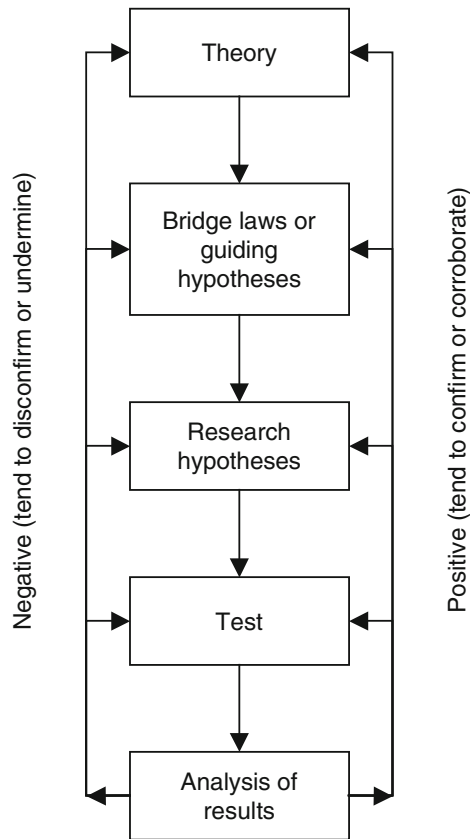 Theory
Bridge laws or
guiding
hypotheses
Research
hypotheses
Test
Analysis of
results
Negative (tend to disconfirm or undermine)
Positive (tend to confirm or corroborate)